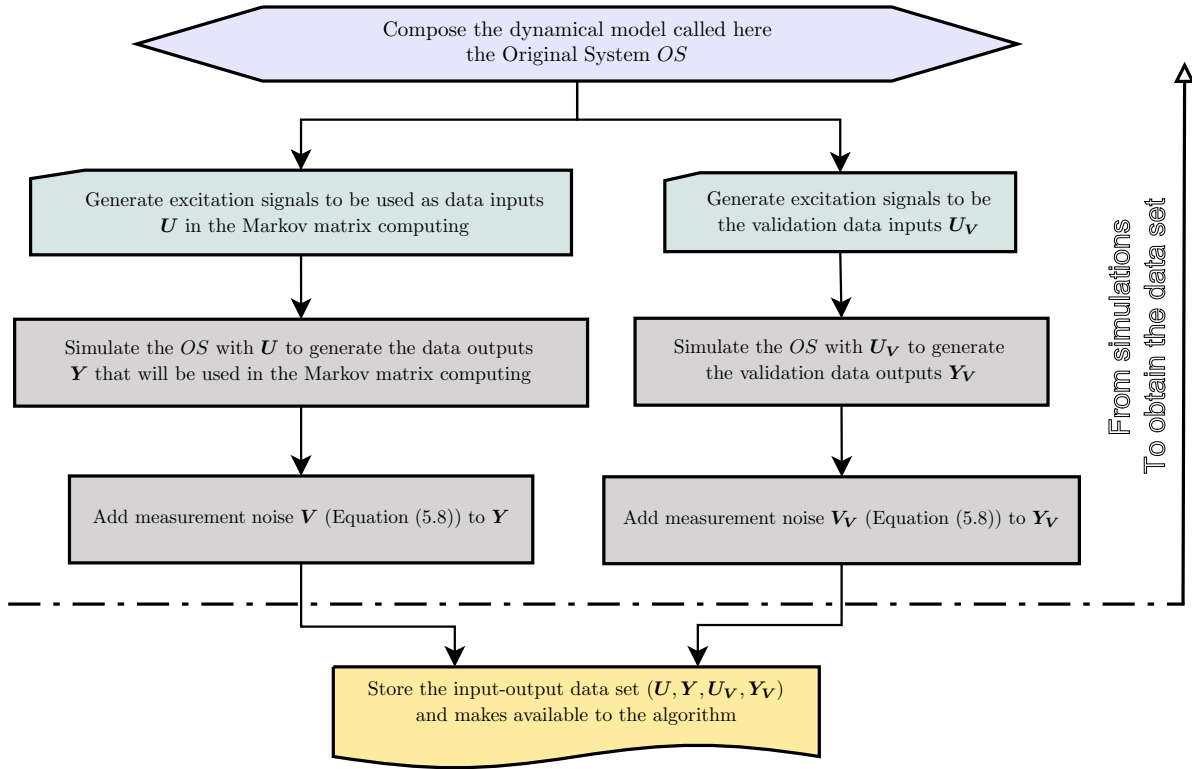 Compose the dynamical model called here
the Original System OS
Generate excitation signals to be used as data inputs
U in the Markov matrix computing
Generate excitation signals to be
the validation data inputs U_V
Simulate the OS with U to generate the data outputs
Y that will be used in the Markov matrix computing
Simulate the OS with U_V to generate
the validation data outputs Y_V
Add measurement noise V (Equation (5.8)) to Y
Add measurement noise V_V (Equation (5.8)) to Y_V
From simulations
To obtain the data set
Store the input-output data set (U, Y, U_V, Y_V)
and makes available to the algorithm